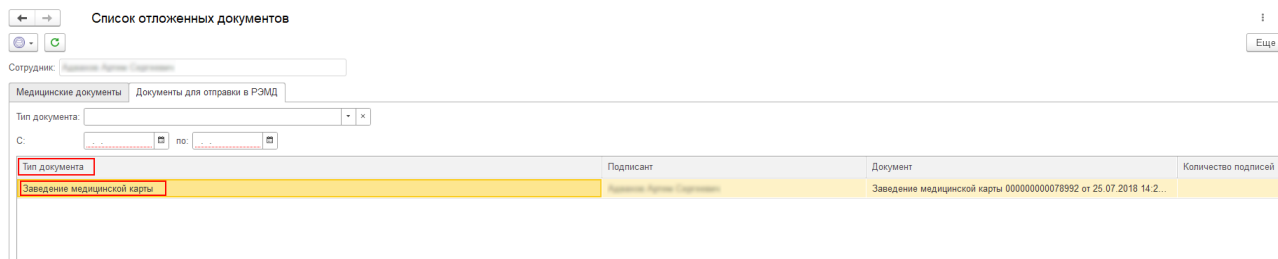 Список отложенных документов
Еще
Сотрудник:
Медицинские документы Документы для отправки в РЭМД
Тип документа:
С: . . по: . .
Тип документа Подписант Документ Количество подписей
Заведение медицинской карты Заведение медицинской карты 000000000078992 от 25.07.2018 14:2...